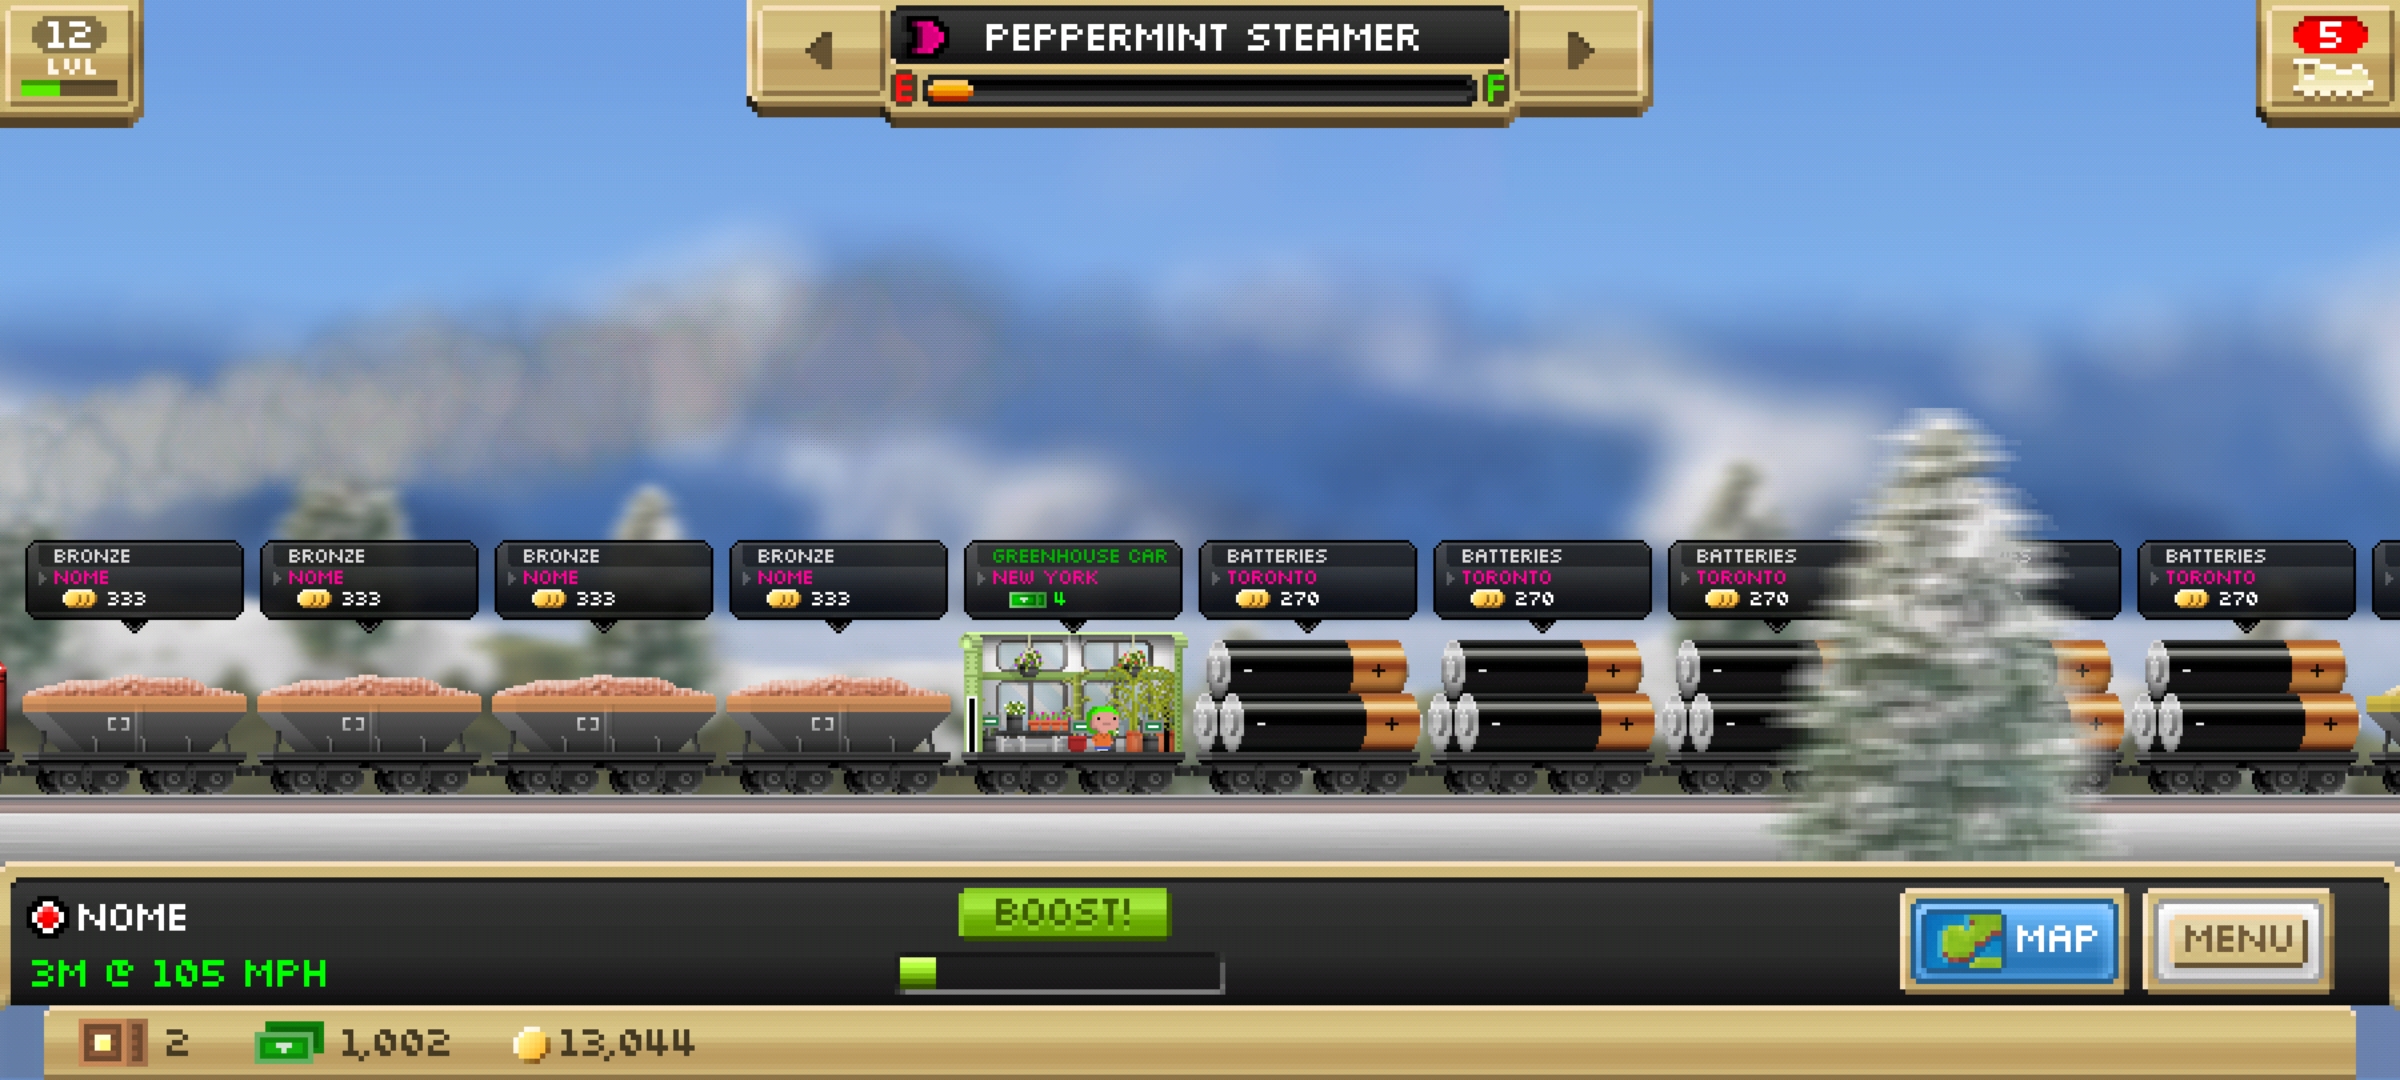 12
LVL
PEPPERMINT STEAMER
E F
5
BRONZE
NOME
333
BRONZE
NOME
333
BRONZE
NOME
333
BRONZE
NOME
333
GREENHOUSE CAR
NEW YORK
4
BATTERIES
TORONTO
270
BATTERIES
TORONTO
270
BATTERIES
TORONTO
270
BATTERIES
TORONTO
270
- +
- +
- +
- +
-
-
+
+
- +
- +
NOME
3M @ 105 MPH
BOOST!
MAP
MENU
2
1,002
13,044